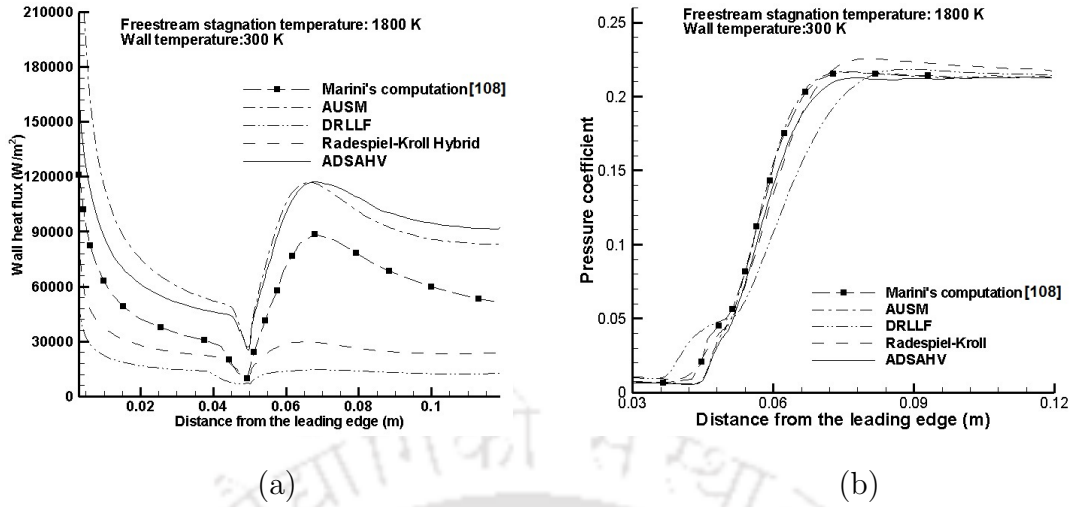 Freestream stagnation temperature: 1800 K
Wall temperature:300 K
Marini's computation[108]
AUSM
DRLLF
Radespiel-Kroll Hybrid
ADSAHV
Wall heat flux (W/m²)
210000
180000
150000
120000
90000
60000
30000
0
0.02
0.04
0.06
0.08
0.1
Distance from the leading edge (m)
(a)
Freestream stagnation temperature: 1800 K
Wall temperature:300 K
Marini's computation[108]
AUSM
DRLLF
Radespiel-Kroll
ADSAHV
Pressure coefficient
0.25
0.2
0.15
0.1
0.05
0
0.03
0.06
0.09
0.12
Distance from the leading edge (m)
(b)